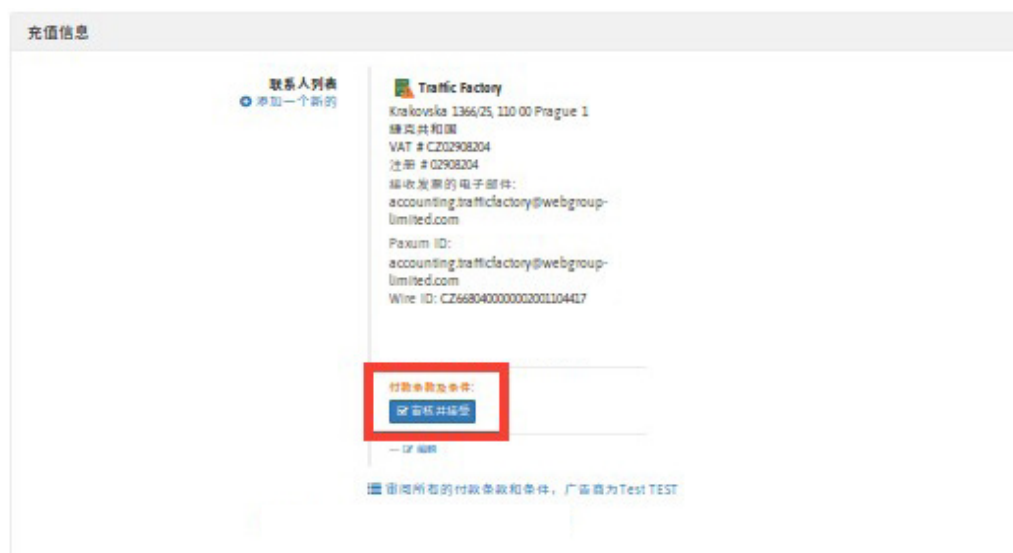 充值信息
联系人列表
添加一个新的
Traffic Factory
Krakovska 1366/25, 110 00 Prague 1
捷克共和国
VAT # CZ02908204
注册 # 02908204
接收发票的电子邮件:
accounting.trafficfactory@webgroup-
limited.com
Paxum ID:
accounting.trafficfactory@webgroup-
limited.com
Wire ID: CZ6680400000002001104417
付款条款及条件:
审核并接受
— 编辑
审阅所有的付款条款和条件，广告商为Test TEST